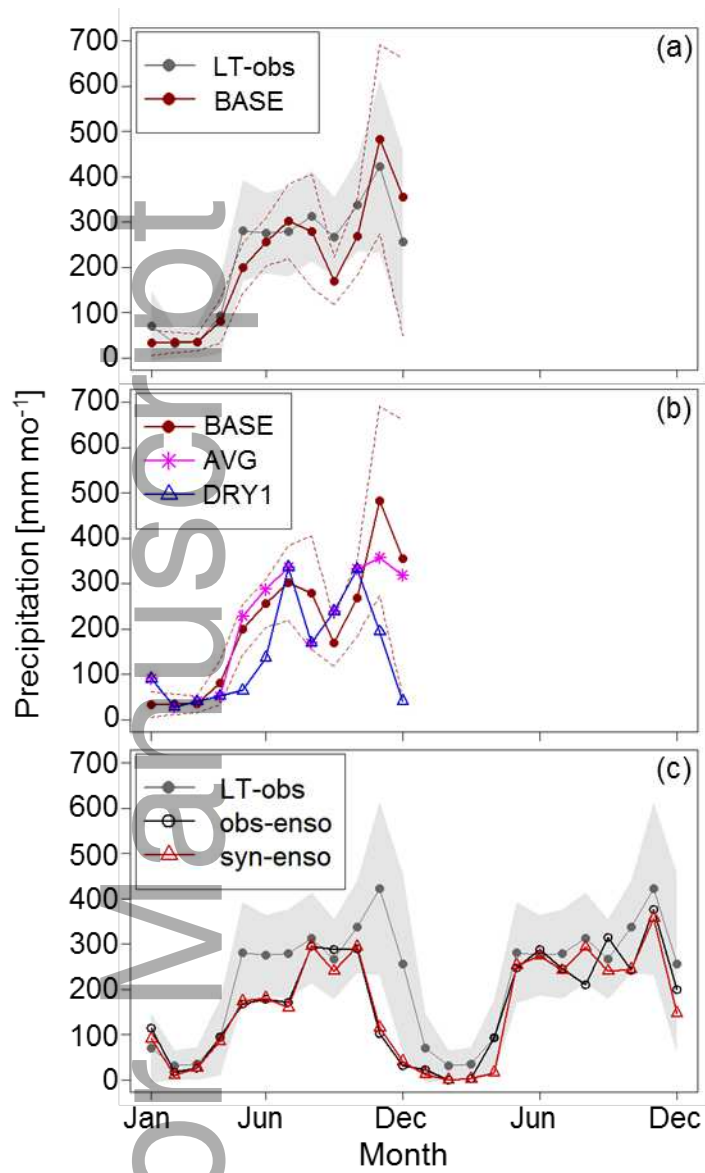 700
600
500
400
300
200
100
0
LT-obs
BASE
(a)
700
600
500
400
300
200
100
0
BASE
AVG
DRY1
(b)
Precipitation [mm mo⁻¹]
700
600
500
400
300
200
100
0
LT-obs
obs-enso
syn-enso
(c)
Jan Jun Dec Jun Dec
Month
or Manuscript